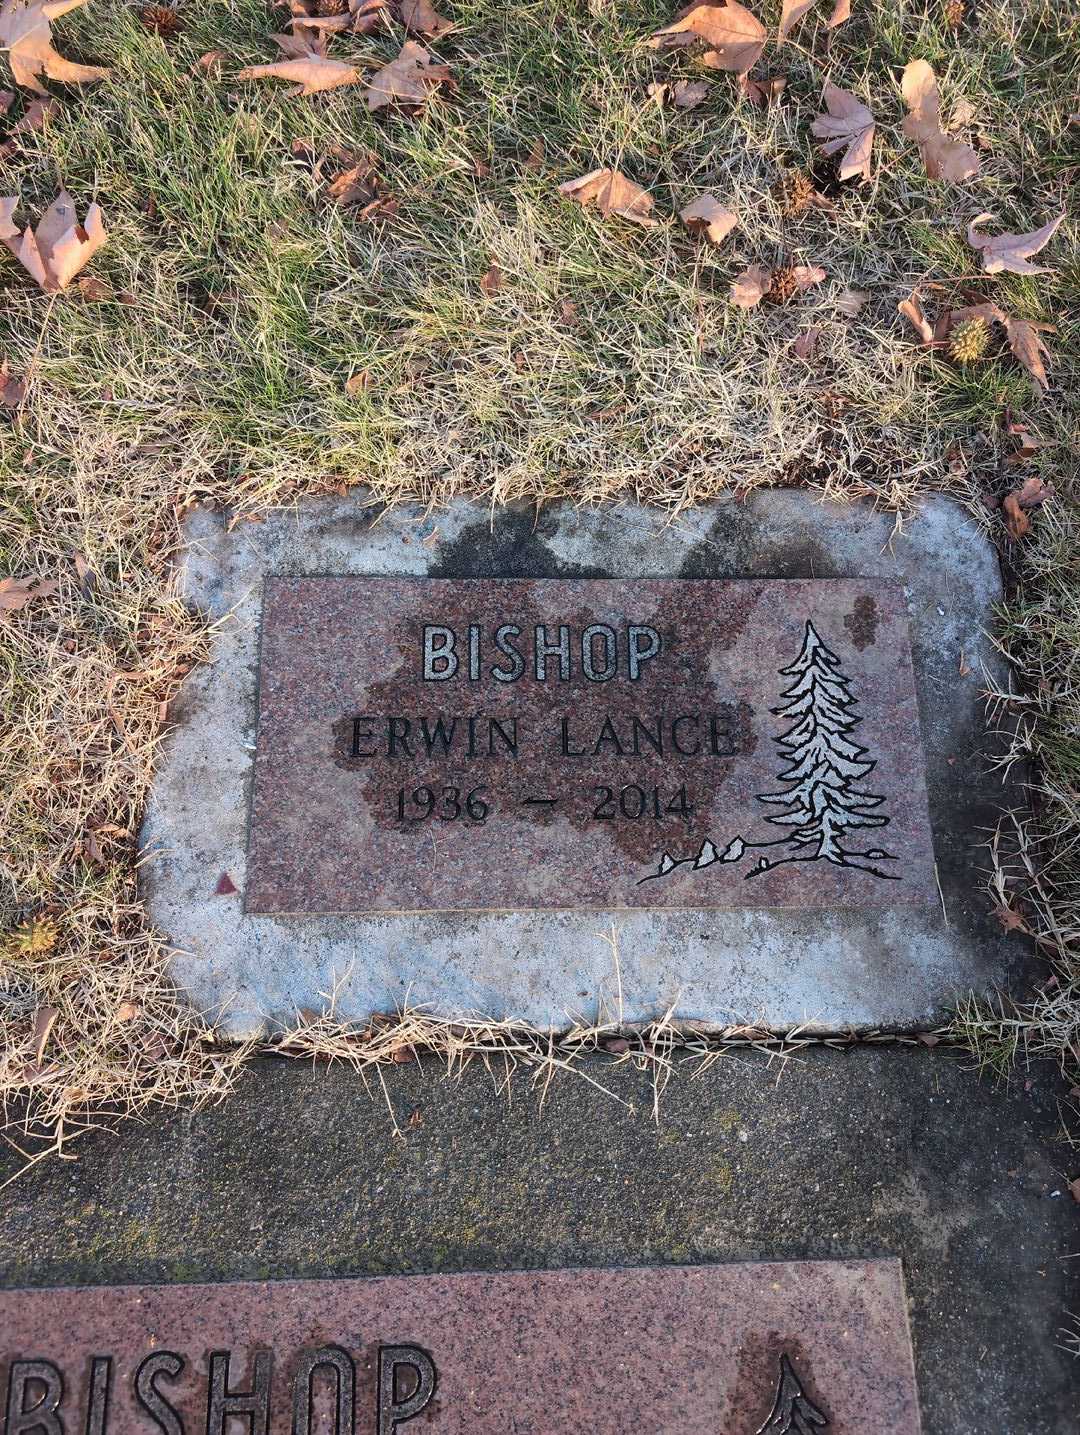 BISHOP
ERWIN LANCE
1936 – 2014
BISHOP